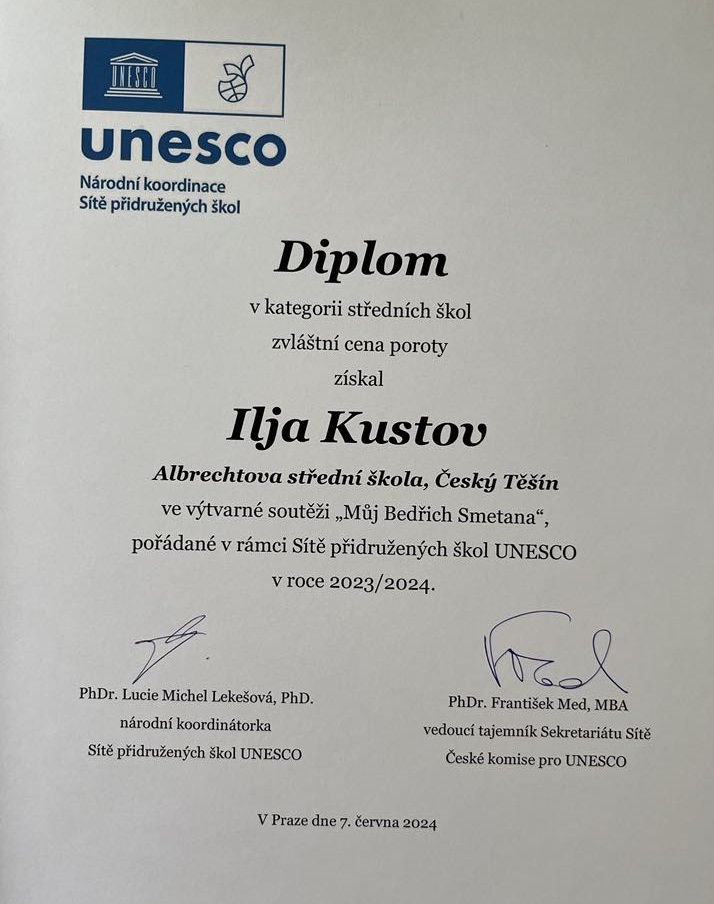 UNESCO
unesco
Národní koordinace
Sítě přidružených škol
Diplom
v kategorii středních škol
zvláštní cena poroty
získal
Ilja Kustov
Albrechtova střední škola, Český Těšín
ve výtvarné soutěži „Můj Bedřich Smetana“,
pořádané v rámci Sítě přidružených škol UNESCO
v roce 2023/2024.
PhDr. Lucie Michel Lekešová, PhD.
národní koordinátorka
Sítě přidružených škol UNESCO
PhDr. František Med, MBA
vedoucí tajemník Sekretariátu Sítě
České komise pro UNESCO
V Praze dne 7. června 2024